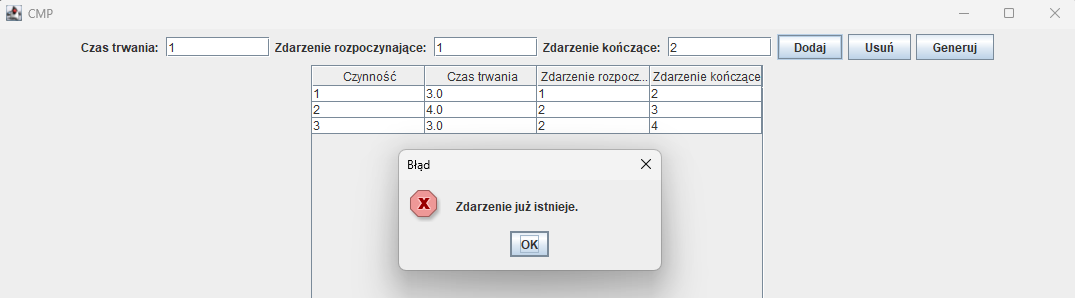 CMP
Czas trwania: 1 Zdarzenie rozpoczynające: 1 Zdarzenie kończące: 2 Dodaj Usuń Generuj
Czynność Czas trwania Zdarzenie rozpocz... Zdarzenie kończące
1 3.0 1 2
2 4.0 2 3
3 3.0 2 4
Błąd
Zdarzenie już istnieje.
OK